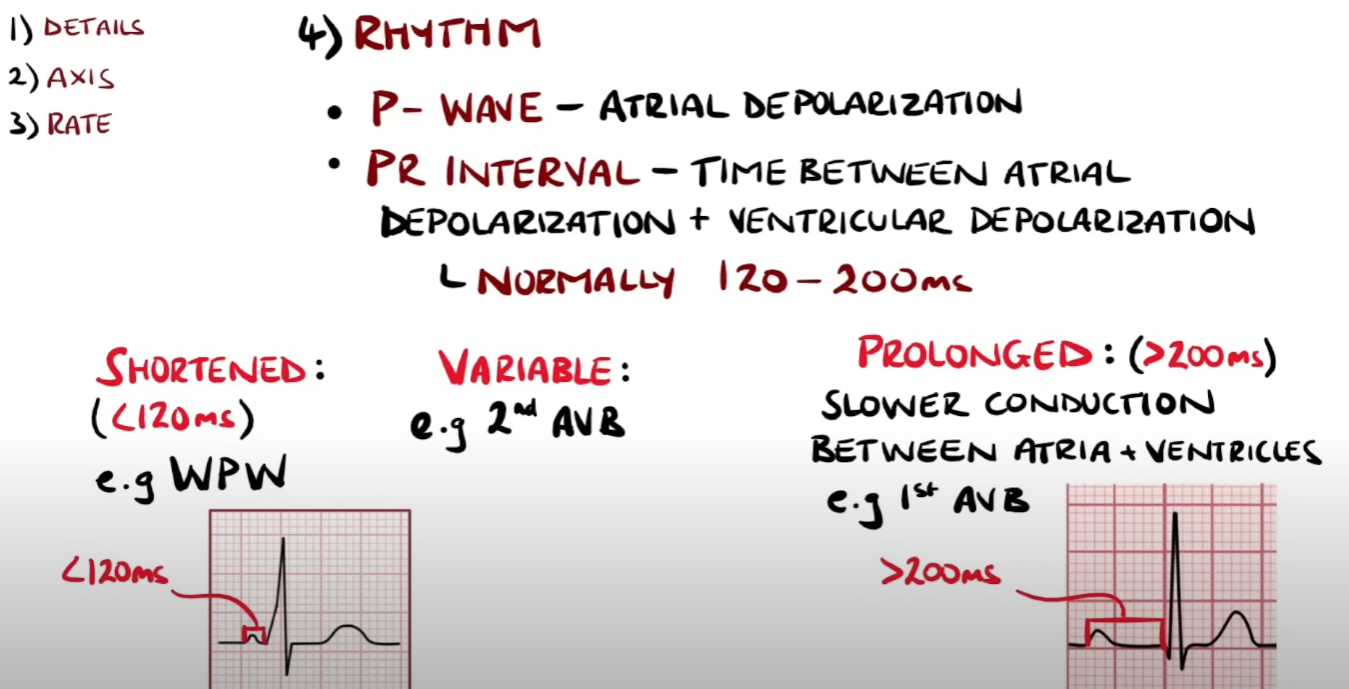 1) DETAILS
2) AXIS
3) RATE
4) RHYTHM
• P- WAVE – ATRIAL DEPOLARIZATION
• PR INTERVAL – TIME BETWEEN ATRIAL
DEPOLARIZATION + VENTRICULAR DEPOLARIZATION
└ NORMALLY 120 – 200ms
SHORTENED:
(<120ms)
e.g WPW
<120ms
VARIABLE:
e.g 2nd AVB
PROLONGED: (>200ms)
SLOWER CONDUCTION
BETWEEN ATRIA + VENTRICLES
e.g 1st AVB
>200ms